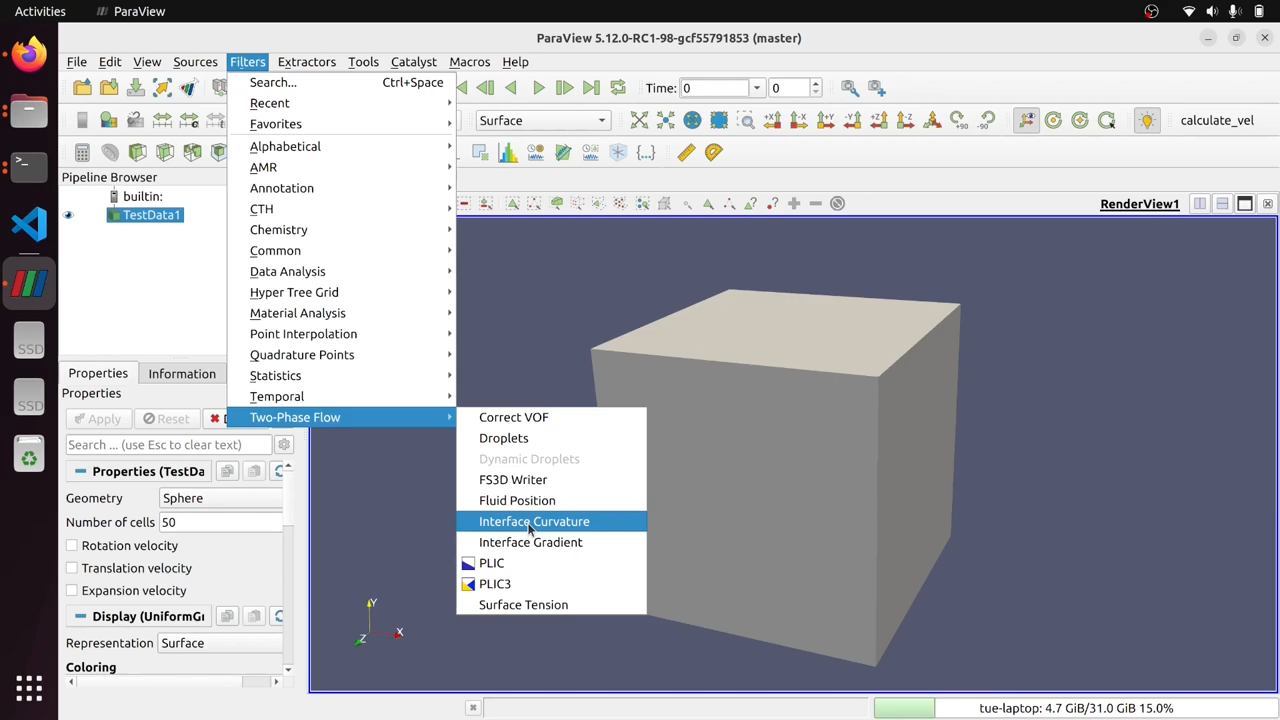 Activities
ParaView
ParaView 5.12.0-RC1-98-gcf55791853 (master)
File Edit View Sources Filters Extractors Tools Catalyst Macros Help
Search... Ctrl+Space
Recent
Favorites
Alphabetical
AMR
Annotation
CTH
Chemistry
Common
Data Analysis
Hyper Tree Grid
Material Analysis
Point Interpolation
Quadrature Points
Statistics
Temporal
Two-Phase Flow
Correct VOF
Droplets
Dynamic Droplets
FS3D Writer
Fluid Position
Interface Curvature
Interface Gradient
PLIC
PLIC3
Surface Tension
Time: 0 0
Surface
+X -X +Y -Y +Z -Z
+90 -90
calculate_vel
Pipeline Browser
builtin:
TestData1
RenderView1
Properties Information
Properties
Apply Reset
Search ... (use Esc to clear text)
Properties (TestDa
Geometry Sphere
Number of cells 50
Rotation velocity
Translation velocity
Expansion velocity
Display (UniformGr
Representation Surface
Coloring
Y
X
Z
SSD
SSD
tue-laptop: 4.7 GiB/31.0 GiB 15.0%